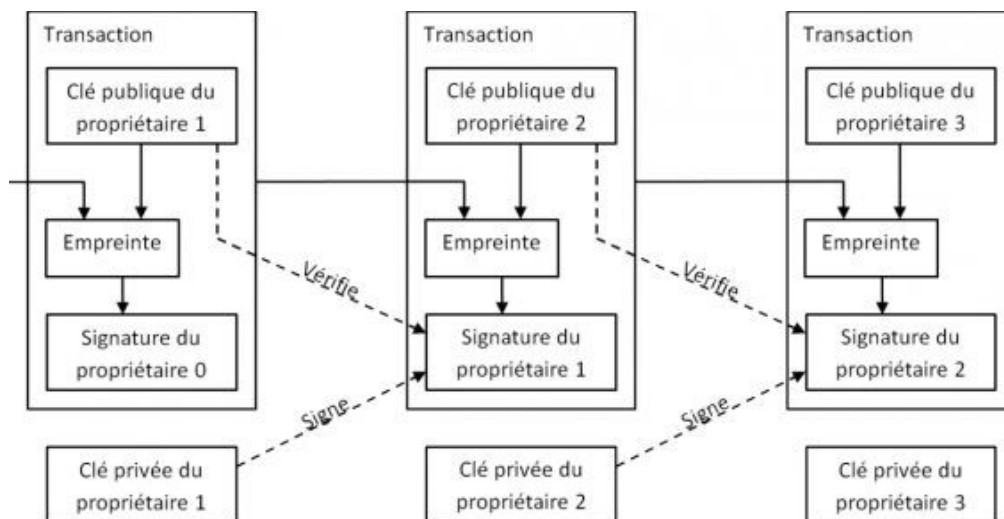 Transaction
Clé publique du
propriétaire 1
Empreinte
Signature du
propriétaire 0
Clé privée du
propriétaire 1
Vérifie
Signe
Transaction
Clé publique du
propriétaire 2
Empreinte
Signature du
propriétaire 1
Clé privée du
propriétaire 2
Vérifie
Signe
Transaction
Clé publique du
propriétaire 3
Empreinte
Signature du
propriétaire 2
Clé privée du
propriétaire 3